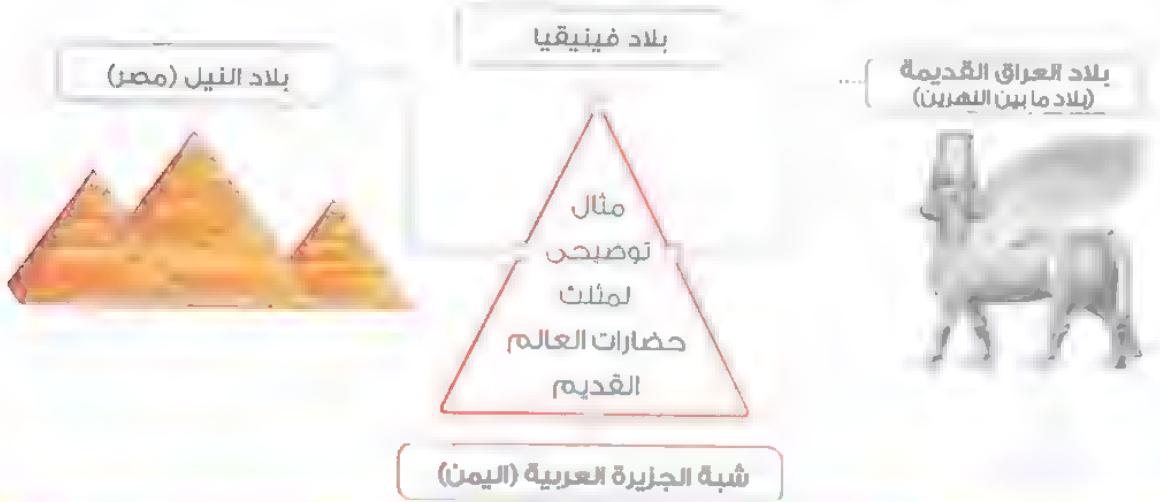 بلاد فينيقيا
بلاد العراق القديمة
(بلاد ما بين النهرين)
بلاد النيل (مصر)
مثال
توضيحى
لمثلث
حضارات العالم
القديم
شبة الجزيرة العربية (اليمن)